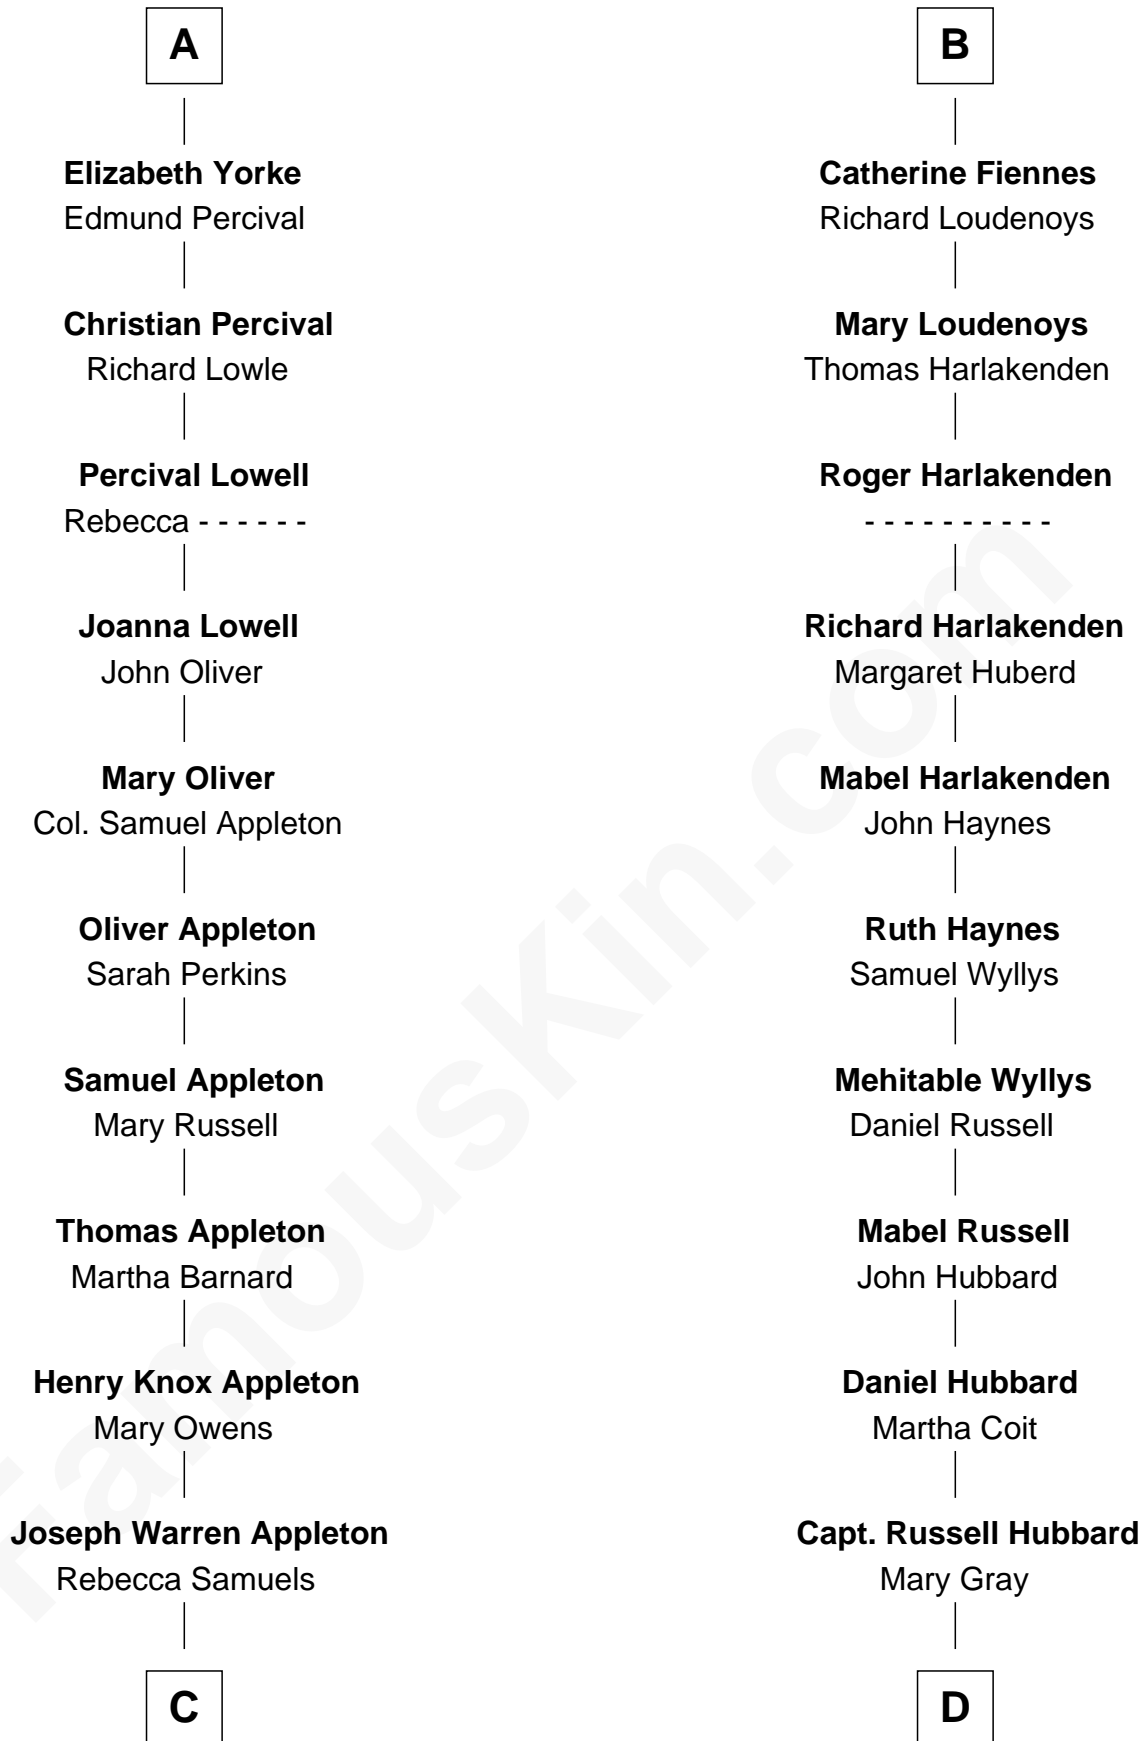 A
Elizabeth Yorke
Edmund Percival
Christian Percival
Richard Lowle
Percival Lowell
Rebecca - - - - - -
Joanna Lowell
John Oliver
Mary Oliver
Col. Samuel Appleton
Oliver Appleton
Sarah Perkins
Samuel Appleton
Mary Russell
Thomas Appleton
Martha Barnard
Henry Knox Appleton
Mary Owens
Joseph Warren Appleton
Rebecca Samuels
C
B
Catherine Fiennes
Richard Loudenoys
Mary Loudenoys
Thomas Harlakenden
Roger Harlakenden
- - - - - - - - - -
Richard Harlakenden
Margaret Huberd
Mabel Harlakenden
John Haynes
Ruth Haynes
Samuel Wyllys
Mehitable Wyllys
Daniel Russell
Mabel Russell
John Hubbard
Daniel Hubbard
Martha Coit
Capt. Russell Hubbard
Mary Gray
D
FamousKin.com